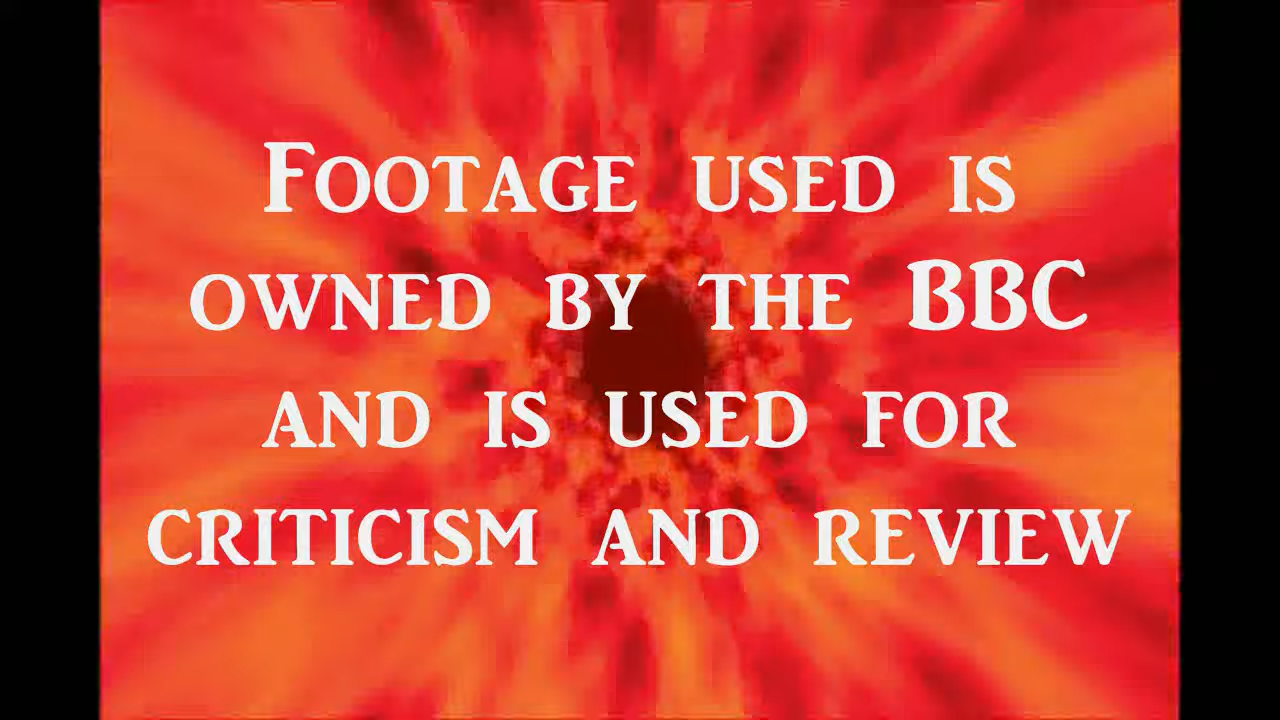 Footage used is
owned by the BBC
and is used for
criticism and review